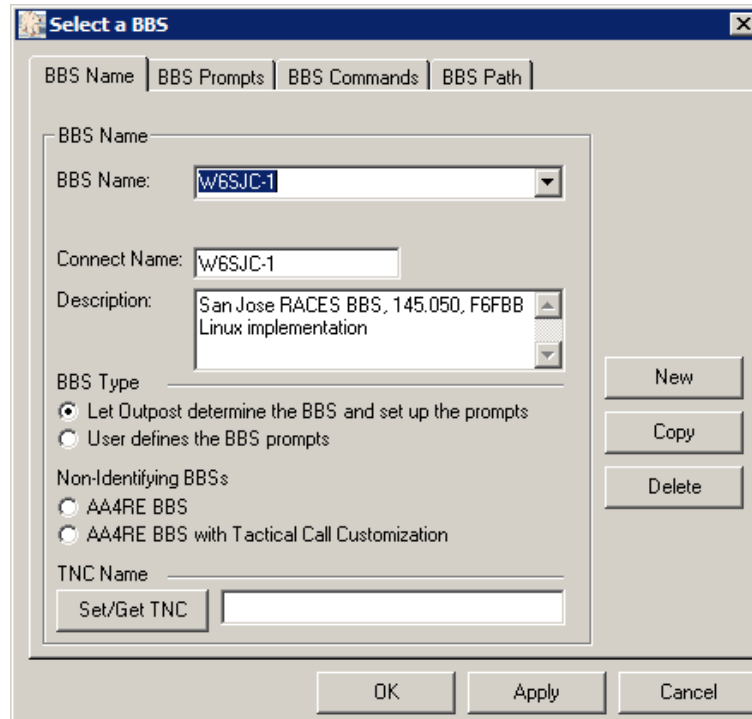 Select a BBS
BBS Name
BBS Prompts
BBS Commands
BBS Path
BBS Name
BBS Name:
W6SJC-1
Connect Name:
W6SJC-1
Description:
San Jose RACES BBS, 145.050, F6FBB
Linux implementation
BBS Type
Let Outpost determine the BBS and set up the prompts
User defines the BBS prompts
Non-Identifying BBSs
AA4RE BBS
AA4RE BBS with Tactical Call Customization
TNC Name
Set/Get TNC
New
Copy
Delete
OK
Apply
Cancel